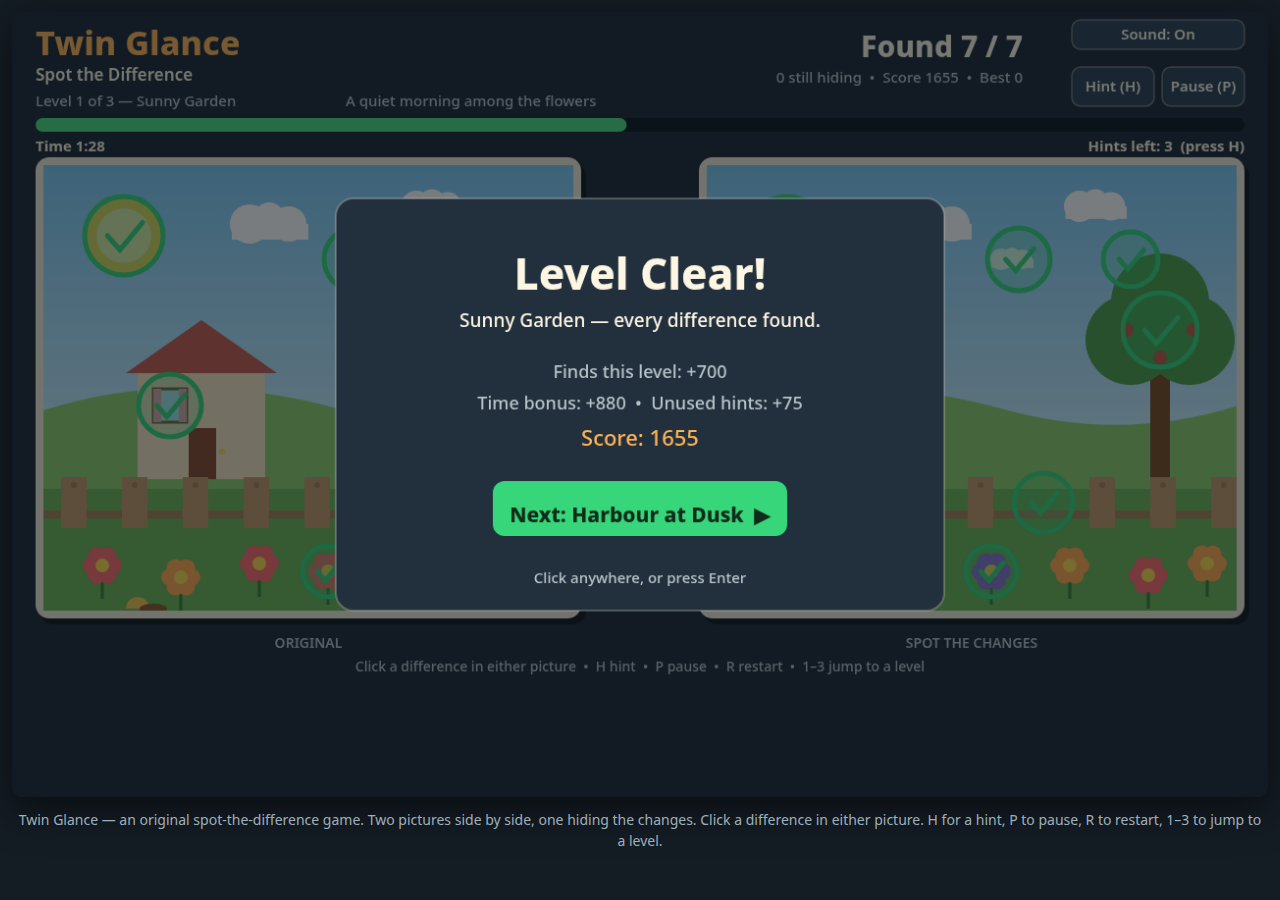 Twin Glance
Spot the Difference
Level 1 of 3 — Sunny Garden
A quiet morning among the flowers
Found 7 / 7
0 still hiding • Score 1655 • Best 0
Sound: On
Hint (H)
Pause (P)
Time 1:28
Hints left: 3 (press H)
Level Clear!
Sunny Garden — every difference found.
Finds this level: +700
Time bonus: +880 • Unused hints: +75
Score: 1655
Next: Harbour at Dusk ▶
Click anywhere, or press Enter
ORIGINAL
SPOT THE CHANGES
Click a difference in either picture • H hint • P pause • R restart • 1–3 jump to a level
Twin Glance — an original spot-the-difference game. Two pictures side by side, one hiding the changes. Click a difference in either picture. H for a hint, P to pause, R to restart, 1–3 to jump to
a level.